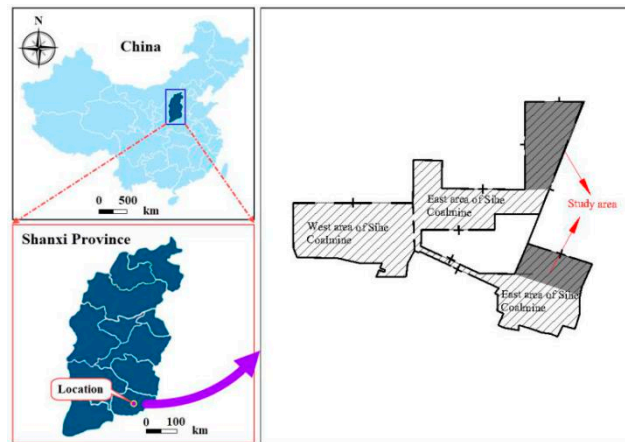 N
China
0 500
km
Shanxi Province
Location
0 100
km
East area of Sihe
Coalmine
West area of Sihe
Coalmine
Study area
East area of Sihe
Coalmine